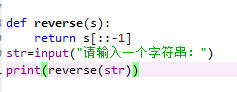 def reverse(s):
    return s[::-1]
str=input("请输入一个字符串：")
print(reverse(str))